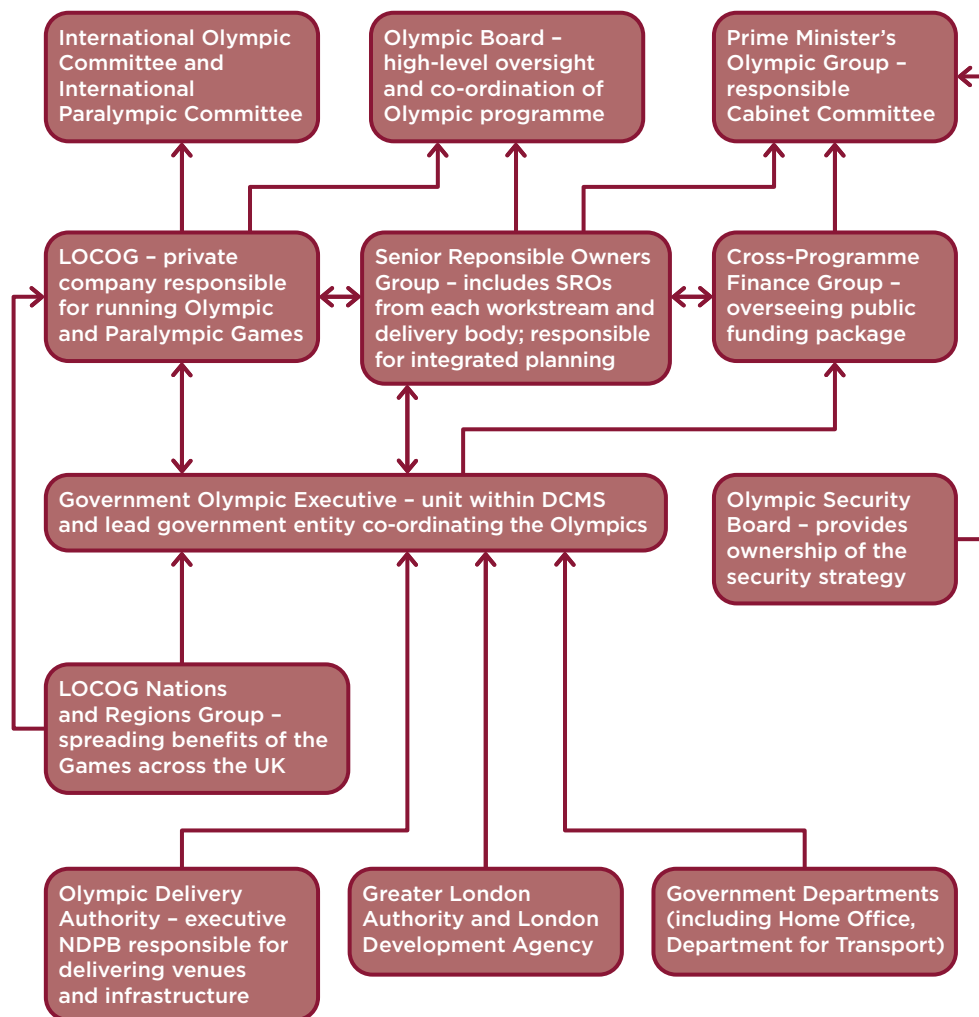 International Olympic
Committee and
International
Paralympic Committee
Olympic Board –
high-level oversight
and co-ordination of
Olympic programme
Prime Minister's
Olympic Group –
responsible
Cabinet Committee
LOCOG – private
company responsible
for running Olympic
and Paralympic Games
Senior Reponsible Owners
Group – includes SROs
from each workstream and
delivery body; responsible
for integrated planning
Cross-Programme
Finance Group –
overseeing public
funding package
Government Olympic Executive – unit within DCMS
and lead government entity co-ordinating the Olympics
Olympic Security
Board – provides
ownership of the
security strategy
LOCOG Nations
and Regions Group –
spreading benefits of the
Games across the UK
Olympic Delivery
Authority – executive
NDPB responsible for
delivering venues
and infrastructure
Greater London
Authority and London
Development Agency
Government Departments
(including Home Office,
Department for Transport)